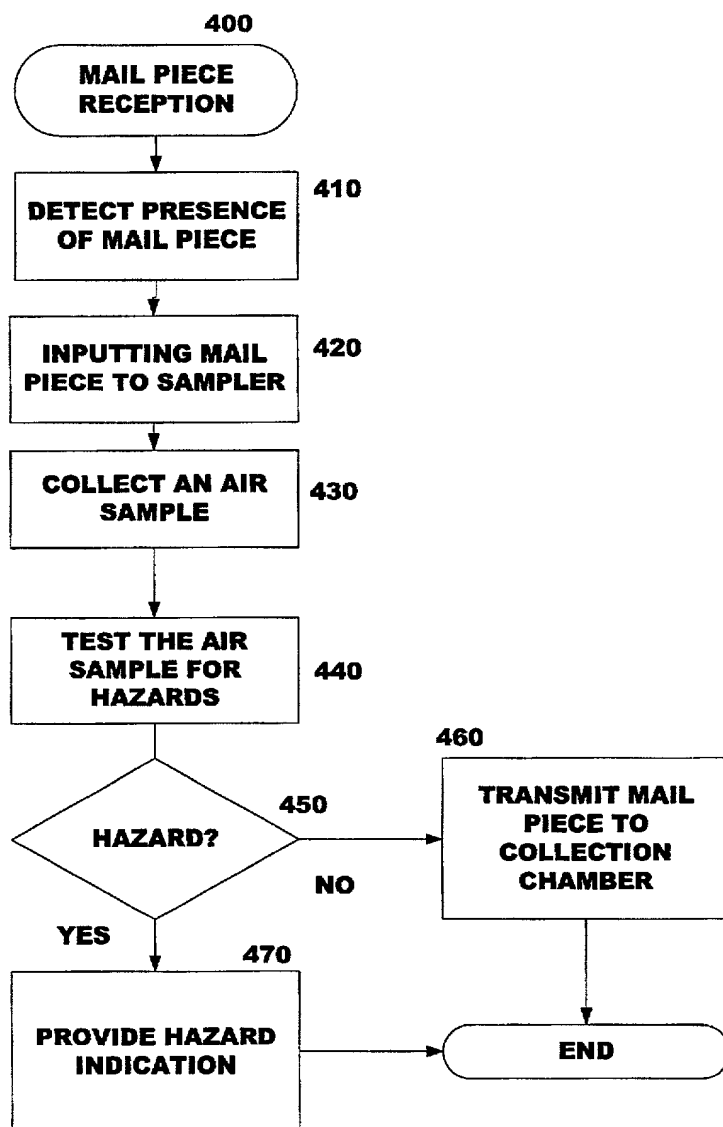 400
MAIL PIECE
RECEPTION
410
DETECT PRESENCE
OF MAIL PIECE
420
INPUTTING MAIL
PIECE TO SAMPLER
430
COLLECT AN AIR
SAMPLE
440
TEST THE AIR
SAMPLE FOR
HAZARDS
450
HAZARD?
NO
460
TRANSMIT MAIL
PIECE TO
COLLECTION
CHAMBER
YES
470
PROVIDE HAZARD
INDICATION
END